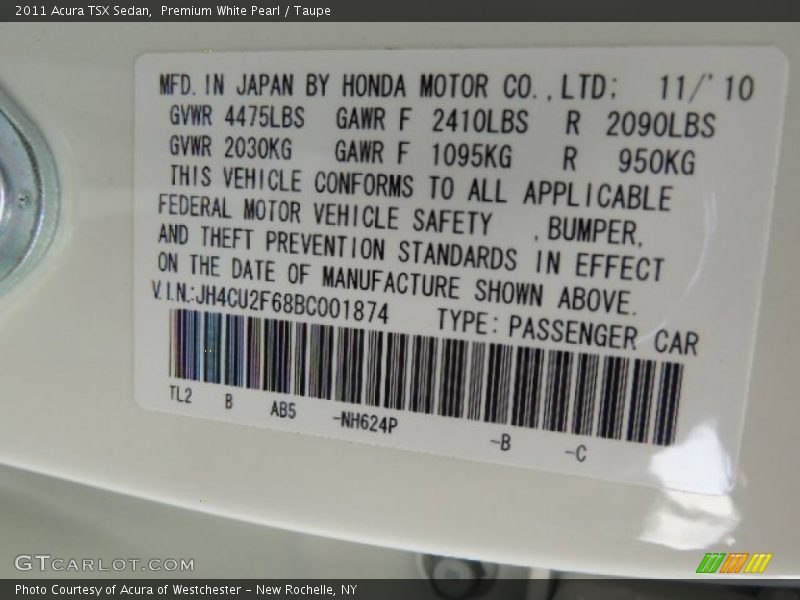 2011 Acura TSX Sedan,  Premium White Pearl / Taupe
MFD. IN JAPAN BY HONDA MOTOR CO.,LTD: 11/'10
GVWR 4475LBS GAWR F 2410LBS R 2090LBS
GVWR 2030KG GAWR F 1095KG R 950KG
THIS VEHICLE CONFORMS TO ALL APPLICABLE
FEDERAL MOTOR VEHICLE SAFETY ,BUMPER,
AND THEFT PREVENTION STANDARDS IN EFFECT
ON THE DATE OF MANUFACTURE SHOWN ABOVE.
V.I.N.:JH4CU2F68BC001874 TYPE: PASSENGER CAR
TL2 B AB5 -NH624P -B -C
GTCARLOT.COM
Photo Courtesy of Acura of Westchester - New Rochelle, NY